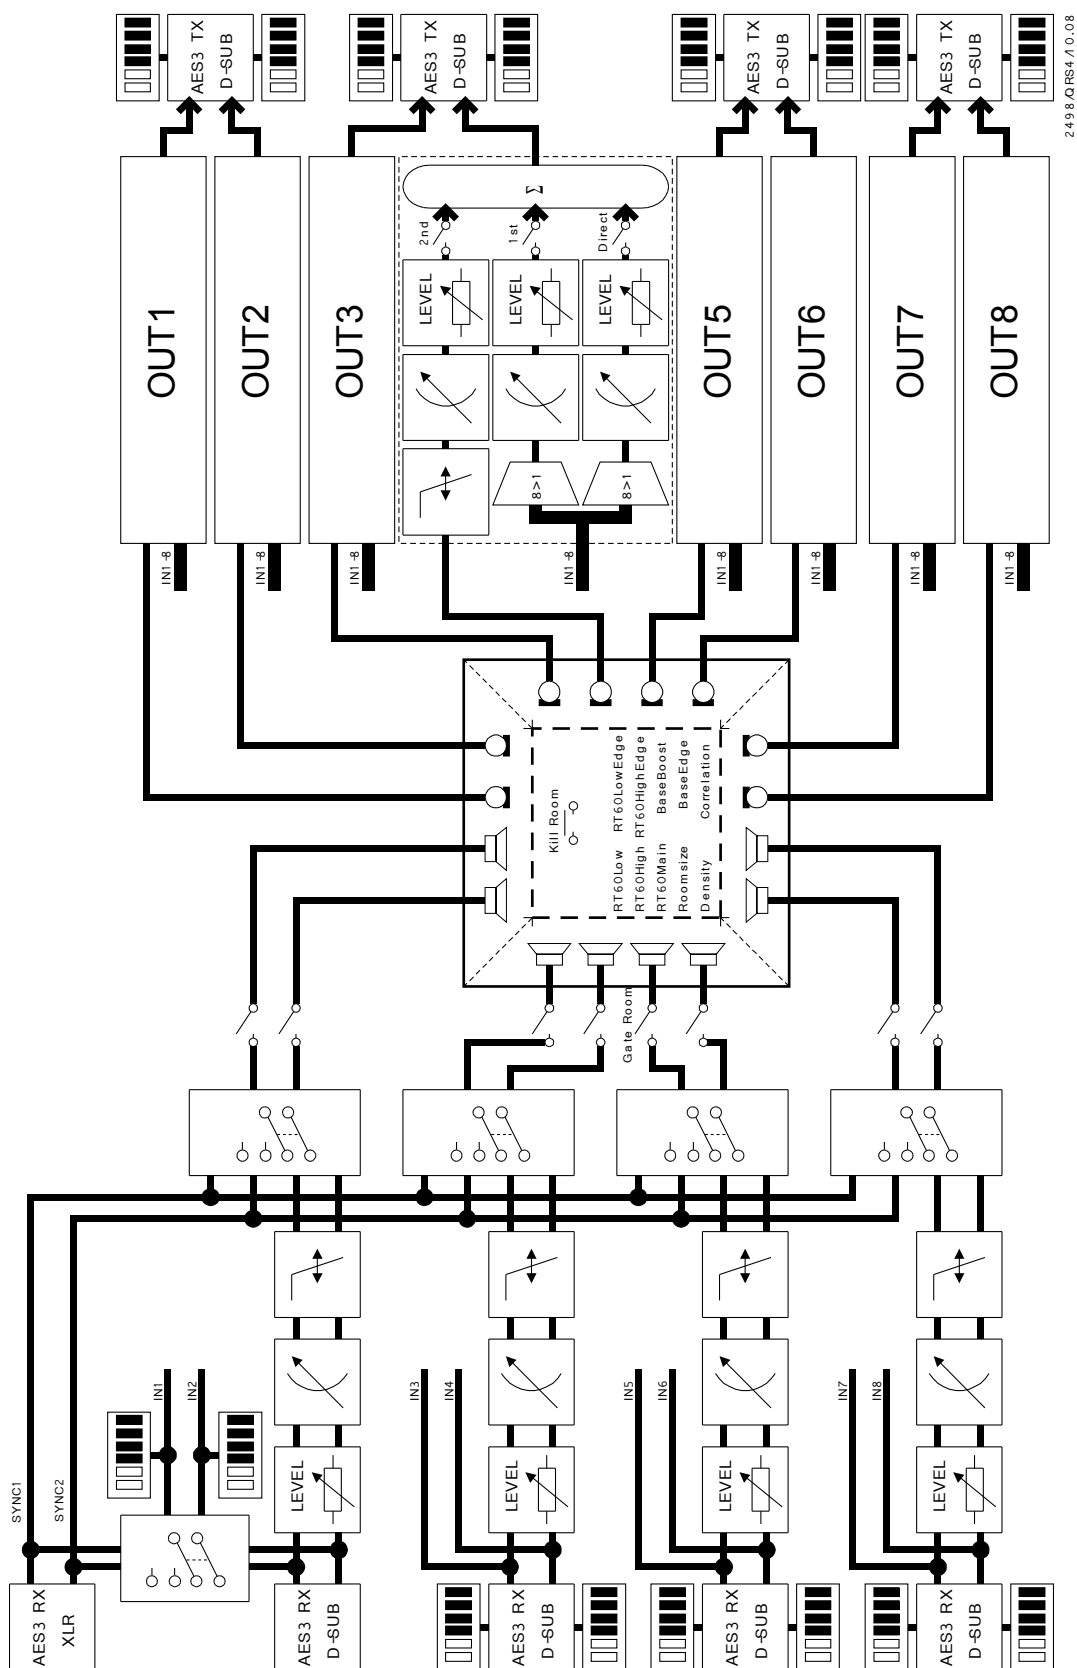 AES3 TX
D-SUB
AES3 TX
D-SUB
AES3 TX
D-SUB
AES3 TX
D-SUB
2498/QRS4/10.08
OUT1
OUT2
OUT3
OUT5
OUT6
OUT7
OUT8
Σ
2nd
1st
Direct
LEVEL
LEVEL
LEVEL
8>1
8>1
IN1-8
IN1-8
IN1-8
IN1-8
IN1-8
IN1-8
IN1-8
IN1-8
Kill Room
RT60Low RT60LowEdge
RT60High RT60HighEdge
RT60Main BaseBoost
Roomsize BaseEdge
Density Correlation
Gate Room
IN1
IN2
IN3
IN4
IN5
IN6
IN7
IN8
SYNC1
SYNC2
LEVEL
LEVEL
LEVEL
LEVEL
AES3 RX
XLR
AES3 RX
D-SUB
AES3 RX
D-SUB
AES3 RX
D-SUB
AES3 RX
D-SUB